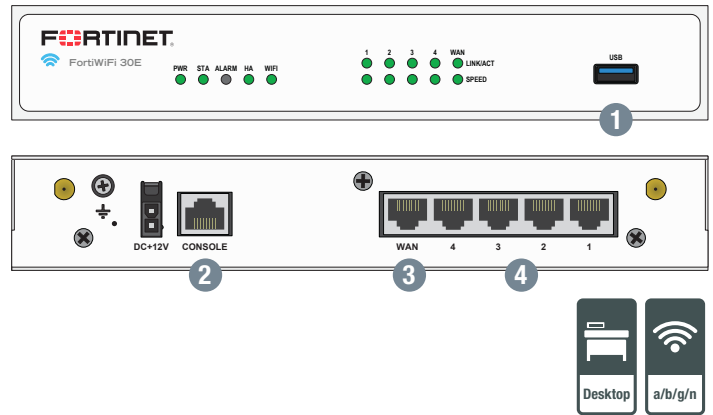 FORTINET
FortiWiFi 30E
PWR STA ALARM HA WIFI
1 2 3 4 WAN
LINK/ACT
SPEED
USB
1
DC+12V CONSOLE
WAN 4 3 2 1
2 3 4
Desktop a/b/g/n